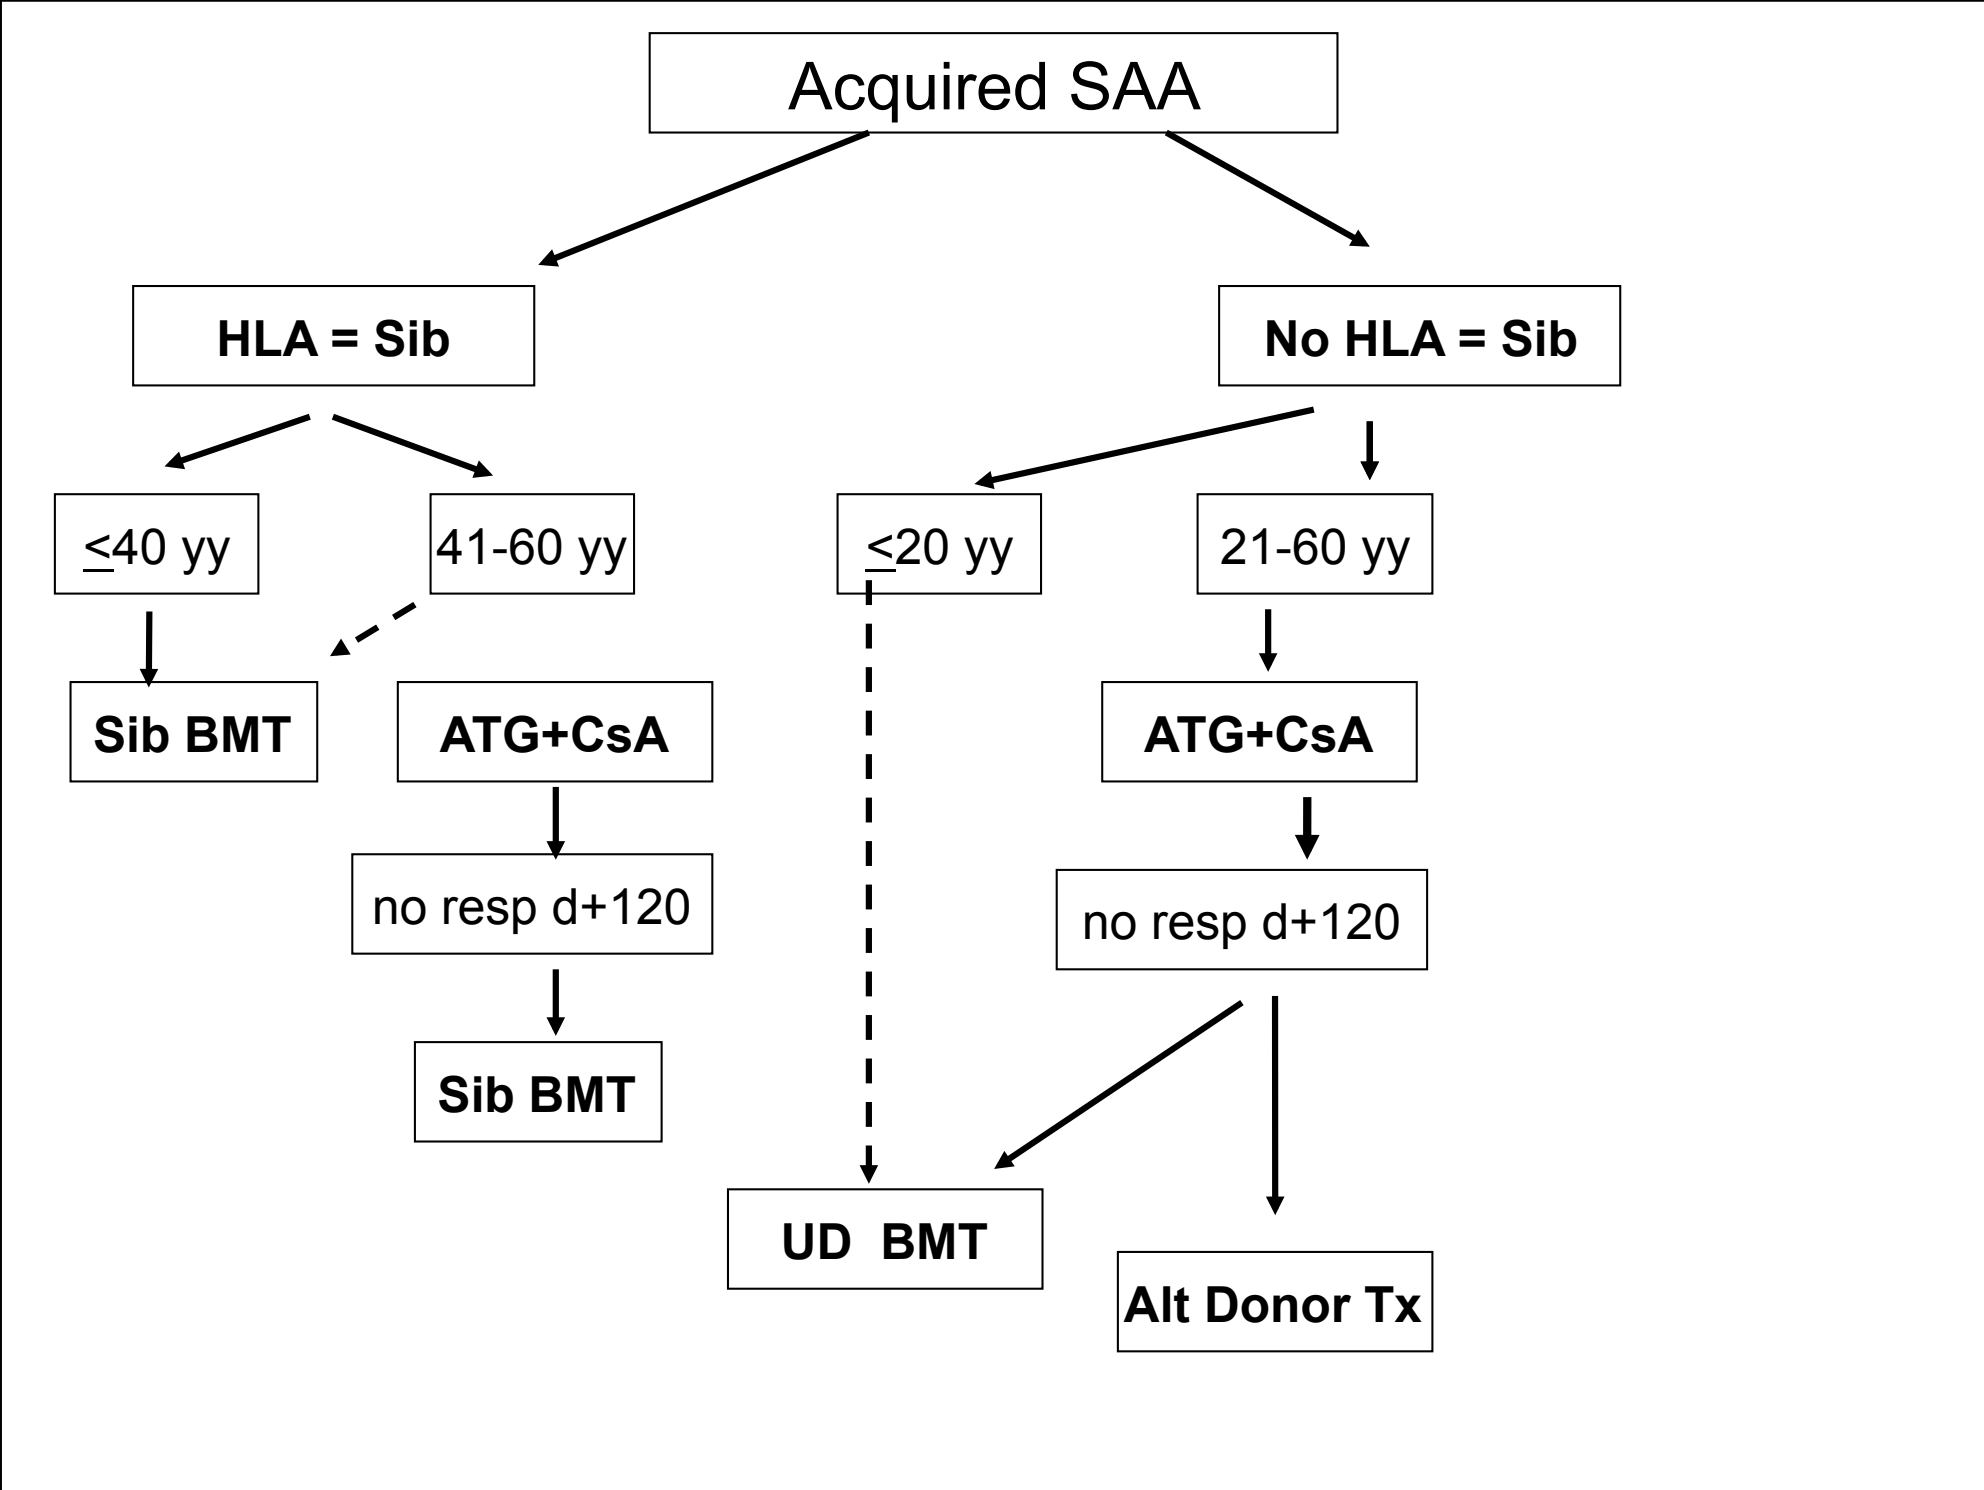 Acquired SAA
HLA = Sib
No HLA = Sib
≤40 yy
41-60 yy
≤20 yy
21-60 yy
Sib BMT
ATG+CsA
ATG+CsA
no resp d+120
no resp d+120
Sib BMT
UD BMT
Alt Donor Tx